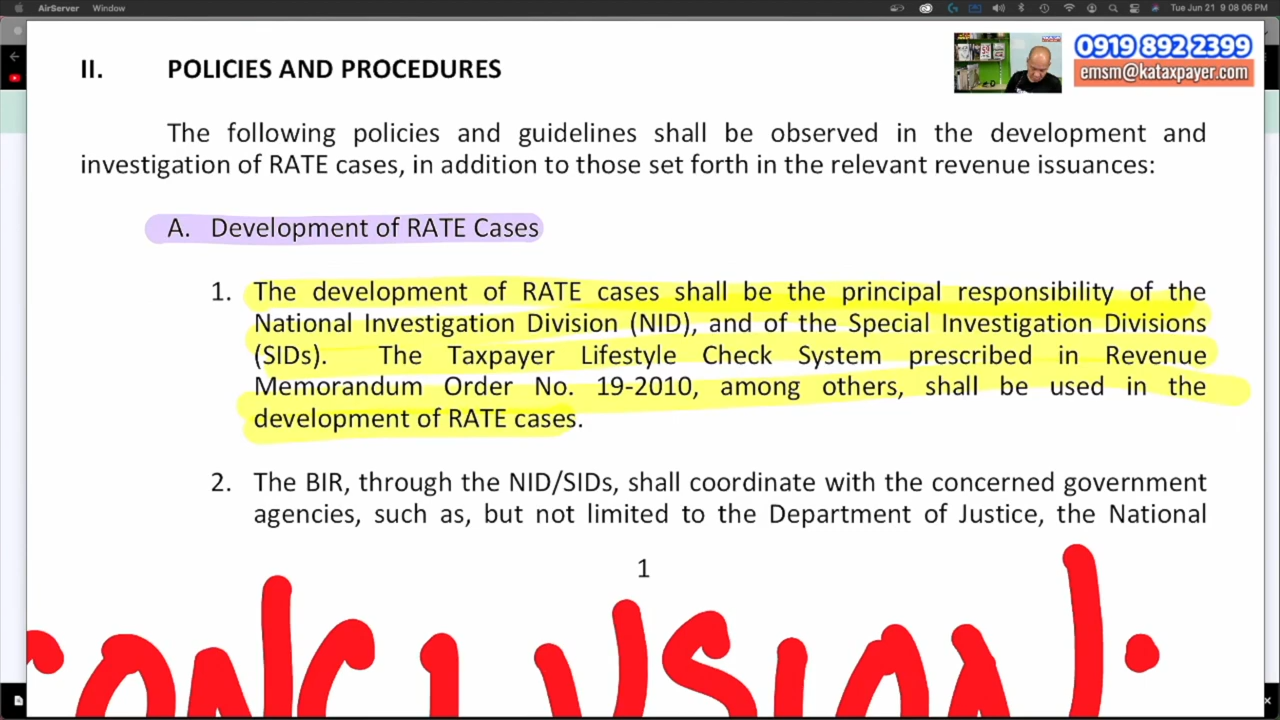 AirServer Window Tue Jun 21 9 08 06 PM
II. POLICIES AND PROCEDURES
0919 892 2399
emsm@kataxpayer.com
The following policies and guidelines shall be observed in the development and
investigation of RATE cases, in addition to those set forth in the relevant revenue issuances:
A. Development of RATE Cases
1. The development of RATE cases shall be the principal responsibility of the
National Investigation Division (NID), and of the Special Investigation Divisions
(SIDs). The Taxpayer Lifestyle Check System prescribed in Revenue
Memorandum Order No. 19-2010, among others, shall be used in the
development of RATE cases.
2. The BIR, through the NID/SIDs, shall coordinate with the concerned government
agencies, such as, but not limited to the Department of Justice, the National
1
CONCLUSION: